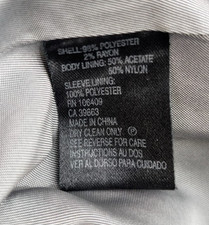 SHELL: 98% POLYESTER
2% RAYON
BODY LINING: 50% ACETATE
50% NYLON
SLEEVE LINING:
100% POLYESTER
RN 106409
CA 39863
MADE IN CHINA
DRY CLEAN ONLY
SEE REVERSE FOR CARE
INSTRUCTIONS AU DOS
VER AL DORSO PARA CUIDADO